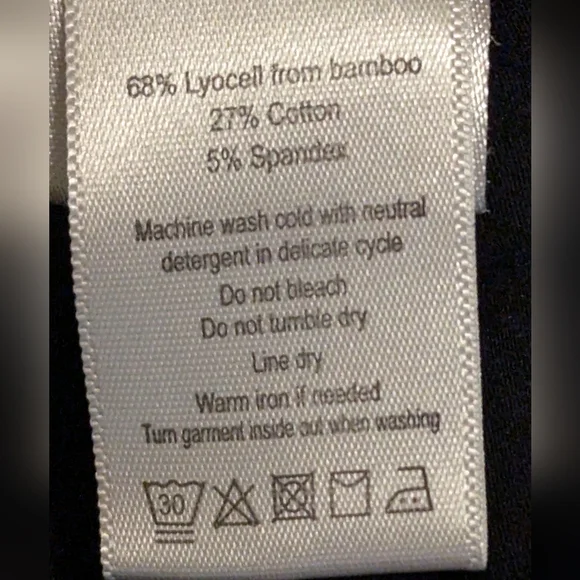 68% Lyocell from bamboo
27% Cotton
5% Spandex
Machine wash cold with neutral
detergent in delicate cycle
Do not bleach
Do not tumble dry
Line dry
Warm iron if needed
Turn garment inside out when washing
30